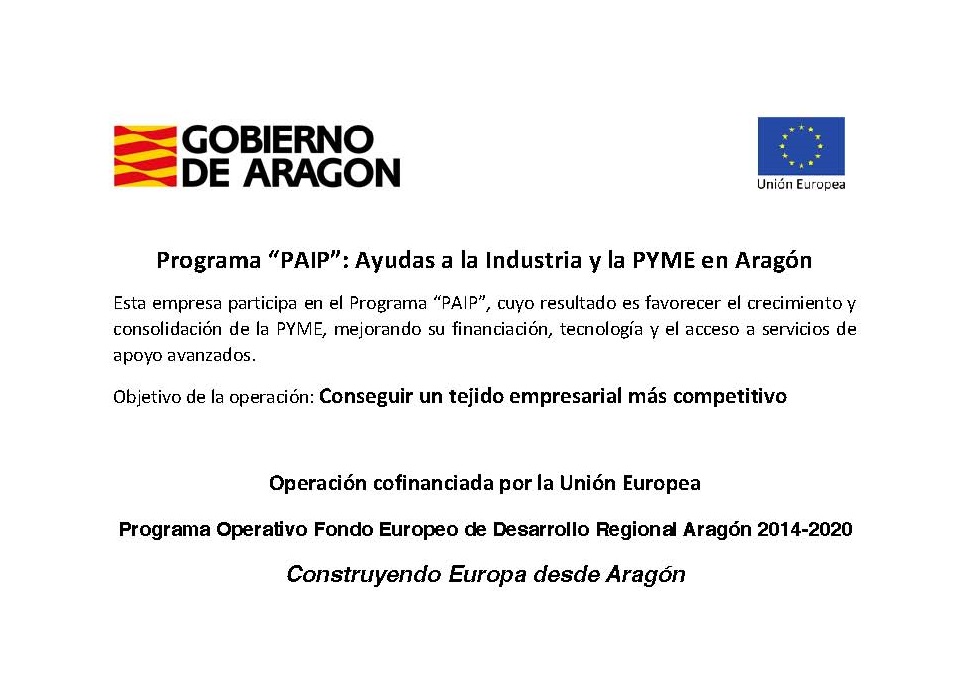 GOBIERNO
DE ARAGON
Unión Europea
Programa “PAIP”: Ayudas a la Industria y la PYME en Aragón
Esta empresa participa en el Programa “PAIP”, cuyo resultado es favorecer el crecimiento y
consolidación de la PYME, mejorando su financiación, tecnología y el acceso a servicios de
apoyo avanzados.
Objetivo de la operación: Conseguir un tejido empresarial más competitivo
Operación cofinanciada por la Unión Europea
Programa Operativo Fondo Europeo de Desarrollo Regional Aragón 2014-2020
Construyendo Europa desde Aragón